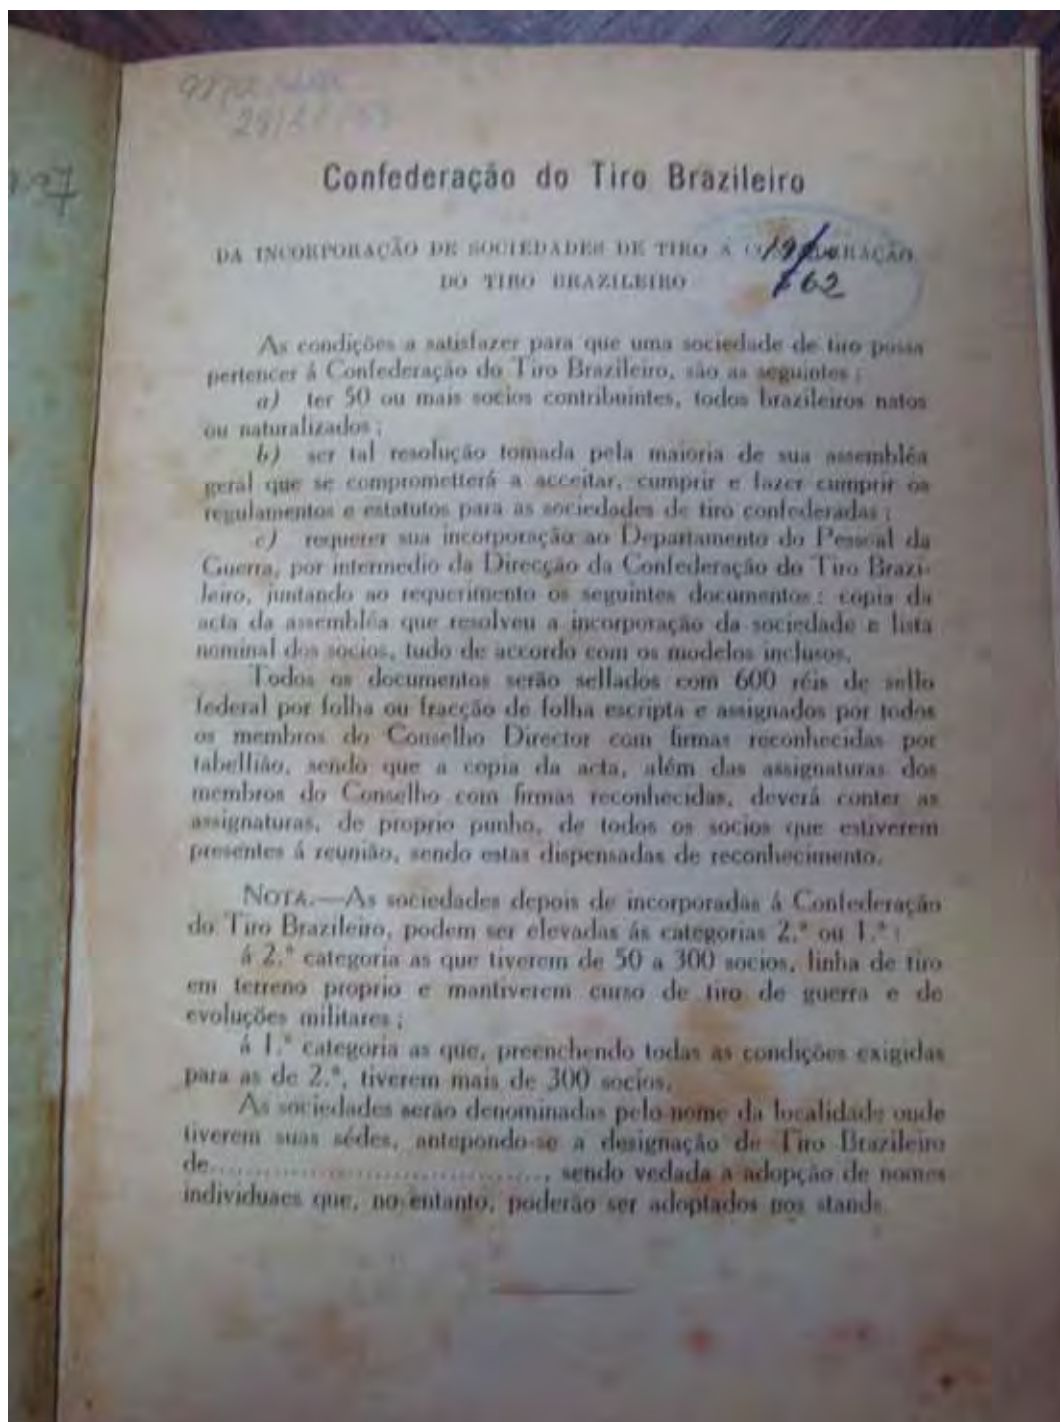 Confederação do Tiro Brazileiro
DA INCORPORAÇÃO DE SOCIEDADES DE TIRO Á
DO TIRO BRAZILEIRO
62
As condições a satisfazer para que uma sociedade de tiro possa
pertencer á Confederação do Tiro Brazileiro, são as seguintes :
a) ter 50 ou mais socios contribuintes, todos brazileiros natos
ou naturalizados ;
b) ser tal resolução tomada pela maioria de sua assembléa
geral que se comprometterá a acceitar, cumprir e fazer cumprir os
regulamentos e estatutos para as sociedades de tiro confederadas ;
c) requerer sua incorporação ao Departamento do Pessoal da
Guerra, por intermedio da Direcção da Confederação do Tiro Brazi-
leiro, juntando ao requerimento os seguintes documentos : copia da
acta da assembléa que resolveu a incorporação da sociedade e lista
nominal dos socios, tudo de accordo com os modelos inclusos.
Todos os documentos serão sellados com 600 réis de sello
federal por folha ou fracção de folha escripta e assignados por todos
os membros do Conselho Director com firmas reconhecidas por
tabellião, sendo que a copia da acta, além das assignaturas dos
membros do Conselho com firmas reconhecidas, deverá conter as
assignaturas, de proprio punho, de todos os socios que estiverem
presentes á reunião, sendo estas dispensadas de reconhecimento.
NOTA.—As sociedades depois de incorporadas á Confederação
do Tiro Brazileiro, podem ser elevadas ás categorias 2.ª ou 1.ª :
á 2.ª categoria as que tiverem de 50 a 300 socios, linha de tiro
em terreno proprio e mantiverem curso de tiro de guerra e de
evoluções militares ;
á 1.ª categoria as que, preenchendo todas as condições exigidas
para as de 2.ª, tiverem mais de 300 socios.
As sociedades serão denominadas pelo nome da localidade onde
tiverem suas sédes, antepondo-se a designação de Tiro Brazileiro
de................................., sendo vedada a adopção de nomes
individuaes que, no entanto, poderão ser adoptados nos stands.